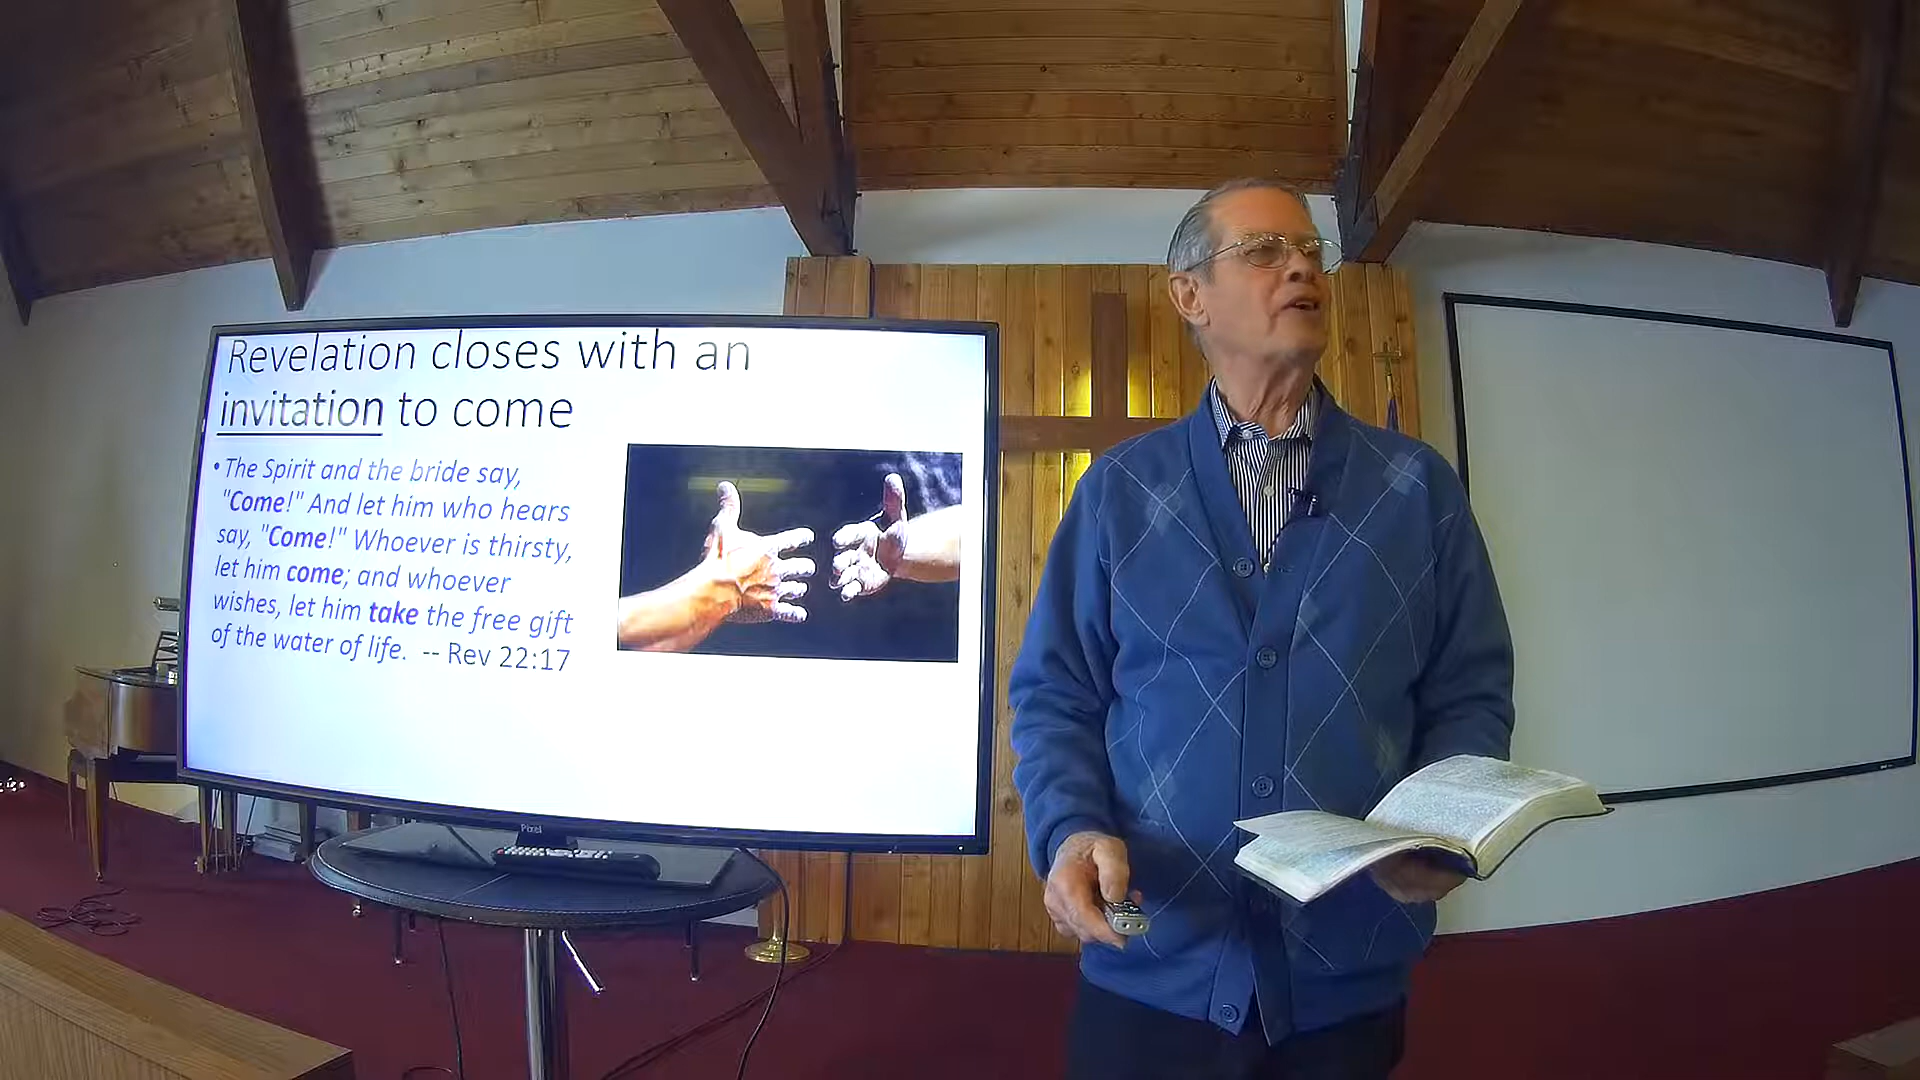 Revelation closes with an
invitation to come
• The Spirit and the bride say,
"Come!" And let him who hears
say, "Come!" Whoever is thirsty,
let him come; and whoever
wishes, let him take the free gift
of the water of life. -- Rev 22:17
Pixel